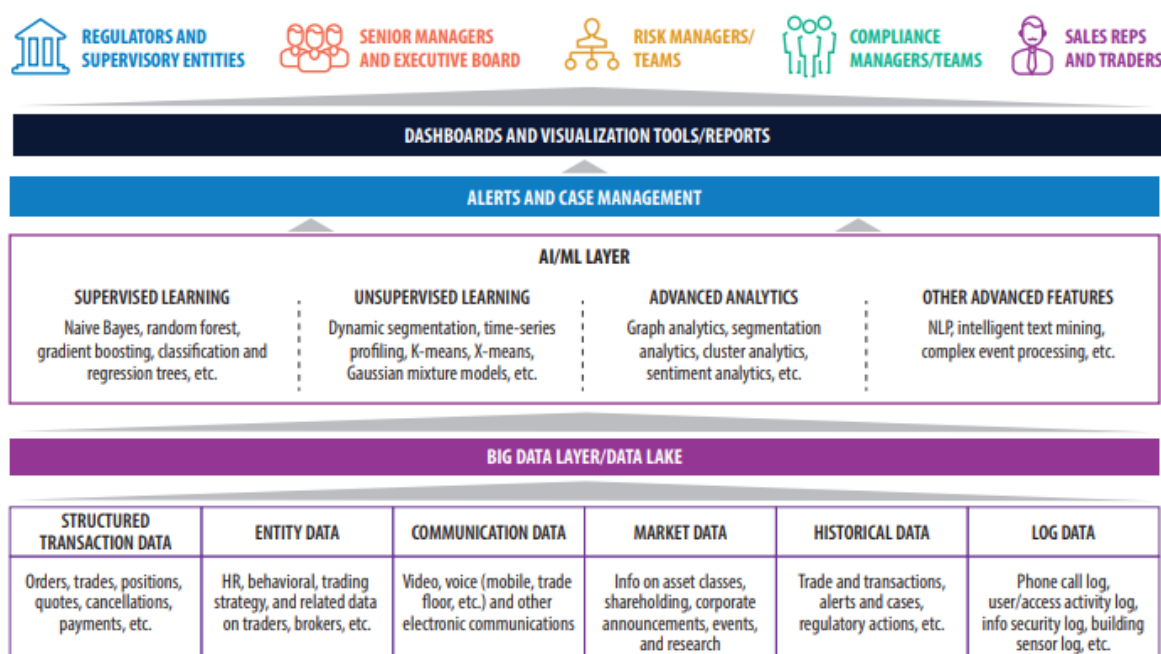 REGULATORS AND
SUPERVISORY ENTITIES
SENIOR MANAGERS
AND EXECUTIVE BOARD
RISK MANAGERS/
TEAMS
COMPLIANCE
MANAGERS/TEAMS
SALES REPS
AND TRADERS
DASHBOARDS AND VISUALIZATION TOOLS/REPORTS
ALERTS AND CASE MANAGEMENT
AI/ML LAYER
SUPERVISED LEARNING
Naive Bayes, random forest,
gradient boosting, classification and
regression trees, etc.
UNSUPERVISED LEARNING
Dynamic segmentation, time-series
profiling, K-means, X-means,
Gaussian mixture models, etc.
ADVANCED ANALYTICS
Graph analytics, segmentation
analytics, cluster analytics,
sentiment analytics, etc.
OTHER ADVANCED FEATURES
NLP, intelligent text mining,
complex event processing, etc.
BIG DATA LAYER/DATA LAKE
STRUCTURED
TRANSACTION DATA
Orders, trades, positions,
quotes, cancellations,
payments, etc.
ENTITY DATA
HR, behavioral, trading
strategy, and related data
on traders, brokers, etc.
COMMUNICATION DATA
Video, voice (mobile, trade
floor, etc.) and other
electronic communications
MARKET DATA
Info on asset classes,
shareholding, corporate
announcements, events,
and research
HISTORICAL DATA
Trade and transactions,
alerts and cases,
regulatory actions, etc.
LOG DATA
Phone call log,
user/access activity log,
info security log, building
sensor log, etc.